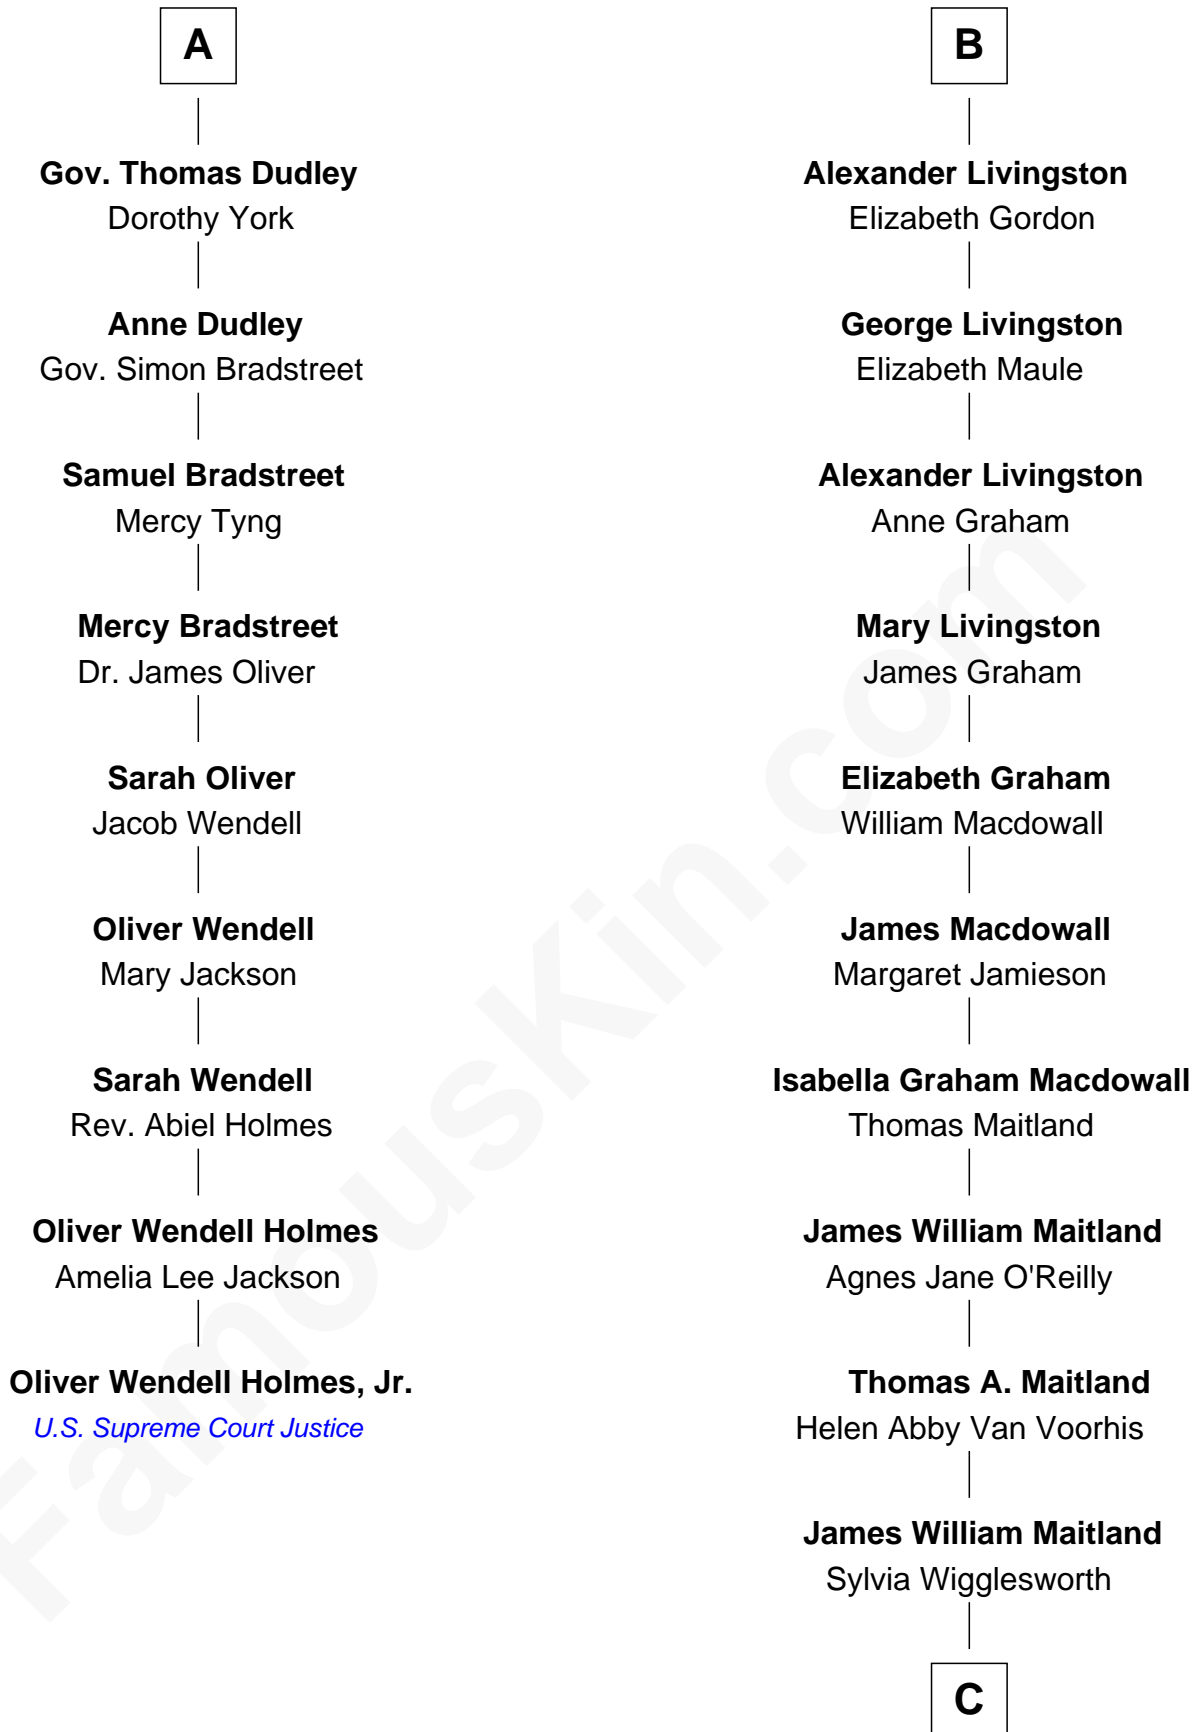 A
Gov. Thomas Dudley
Dorothy York
Anne Dudley
Gov. Simon Bradstreet
Samuel Bradstreet
Mercy Tyng
Mercy Bradstreet
Dr. James Oliver
Sarah Oliver
Jacob Wendell
Oliver Wendell
Mary Jackson
Sarah Wendell
Rev. Abiel Holmes
Oliver Wendell Holmes
Amelia Lee Jackson
Oliver Wendell Holmes, Jr.
U.S. Supreme Court Justice
B
Alexander Livingston
Elizabeth Gordon
George Livingston
Elizabeth Maule
Alexander Livingston
Anne Graham
Mary Livingston
James Graham
Elizabeth Graham
William Macdowall
James Macdowall
Margaret Jamieson
Isabella Graham Macdowall
Thomas Maitland
James William Maitland
Agnes Jane O'Reilly
Thomas A. Maitland
Helen Abby Van Voorhis
James William Maitland
Sylvia Wigglesworth
C
FamousKin.com